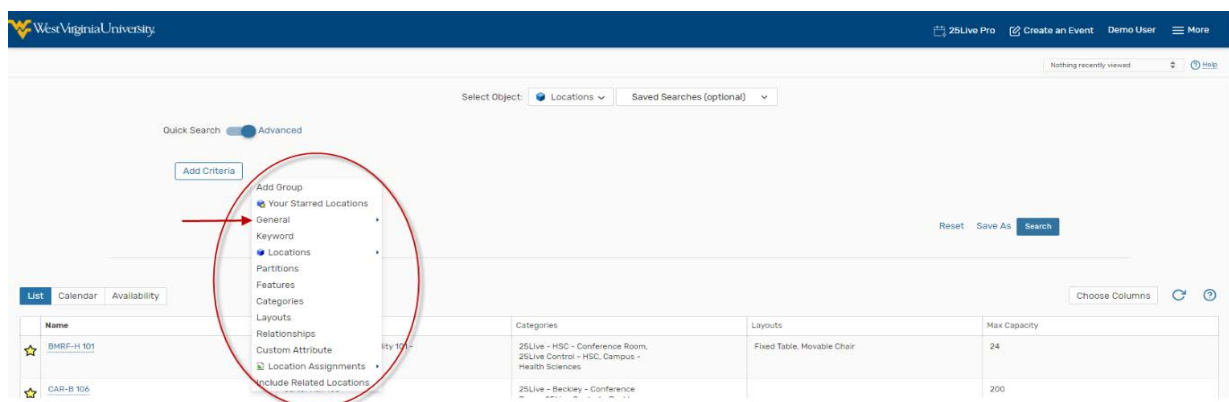 West Virginia University.
25Live Pro Create an Event Demo User More
Nothing recently viewed Help
Select Object: Locations Saved Searches (optional)
Quick Search Advanced
Add Criteria
Add Group
Your Starred Locations
General
Keyword
Locations
Partitions
Features
Categories
Layouts
Relationships
Custom Attribute
Location Assignments
Include Related Locations
Reset Save As Search
List Calendar Availability
Choose Columns
Name Categories Layouts Max Capacity
BMRF-H 101 101 - 25Live - HSC - Conference Room, Fixed Table, Movable Chair 24
25Live Control - HSC, Campus -
Health Sciences
CAR-B 106 25Live - Beckley - Conference 200